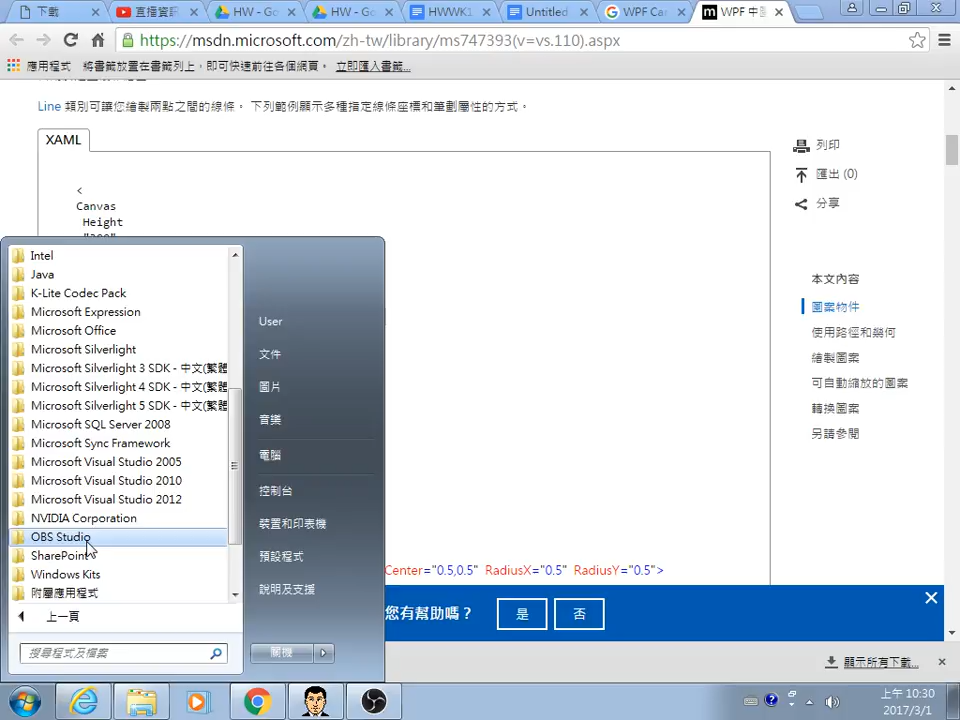 下載
直播資訊
HW - Go
HW - Go
HWWK1
Untitled
WPF Car
WPF 中
https://msdn.microsoft.com/zh-tw/library/ms747393(v=vs.110).aspx
應用程式 將書籤放置在書籤列上，即可快速前往各個網頁。 立即匯入書籤...
Line 類別可讓您繪製兩點之間的線條。 下列範例顯示多種指定線條座標和筆劃屬性的方式。
XAML
<
Canvas
Height
列印
匯出 (0)
分享
本文內容
圖案物件
使用路徑和幾何
繪製圖案
可自動縮放的圖案
轉換圖案
另請參閱
Center="0.5,0.5" RadiusX="0.5" RadiusY="0.5">
您有幫助嗎？
是
否
顯示所有下載...
Intel
Java
K-Lite Codec Pack
Microsoft Expression
Microsoft Office
Microsoft Silverlight
Microsoft Silverlight 3 SDK - 中文(繁體
Microsoft Silverlight 4 SDK - 中文(繁體
Microsoft Silverlight 5 SDK - 中文(繁體
Microsoft SQL Server 2008
Microsoft Sync Framework
Microsoft Visual Studio 2005
Microsoft Visual Studio 2010
Microsoft Visual Studio 2012
NVIDIA Corporation
OBS Studio
SharePoint
Windows Kits
附屬應用程式
上一頁
搜尋程式及檔案
User
文件
圖片
音樂
電腦
控制台
裝置和印表機
預設程式
說明及支援
關機
上午 10:30
2017/3/1